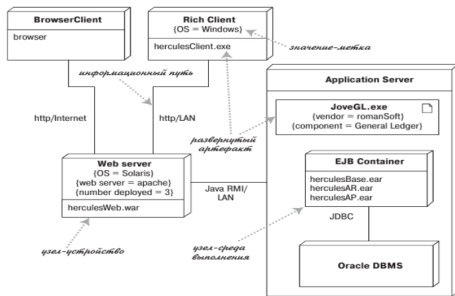 BrowserClient
browser
Rich Client
{OS = Windows}
herculesClient.exe
значение-метка
информационный путь
Application Server
JoveGL.exe
{vendor = romanSoft}
{component = General Ledger}
http/Internet
http/LAN
развернутый
артефакт
Web server
{OS = Solaris}
{web server = apache}
{number deployed = 3}
herculesWeb.war
Java RMI/
LAN
EJB Container
herculesBase.ear
herculesAR.ear
herculesAP.ear
JDBC
узел-устройство
узел-среда
выполнения
Oracle DBMS